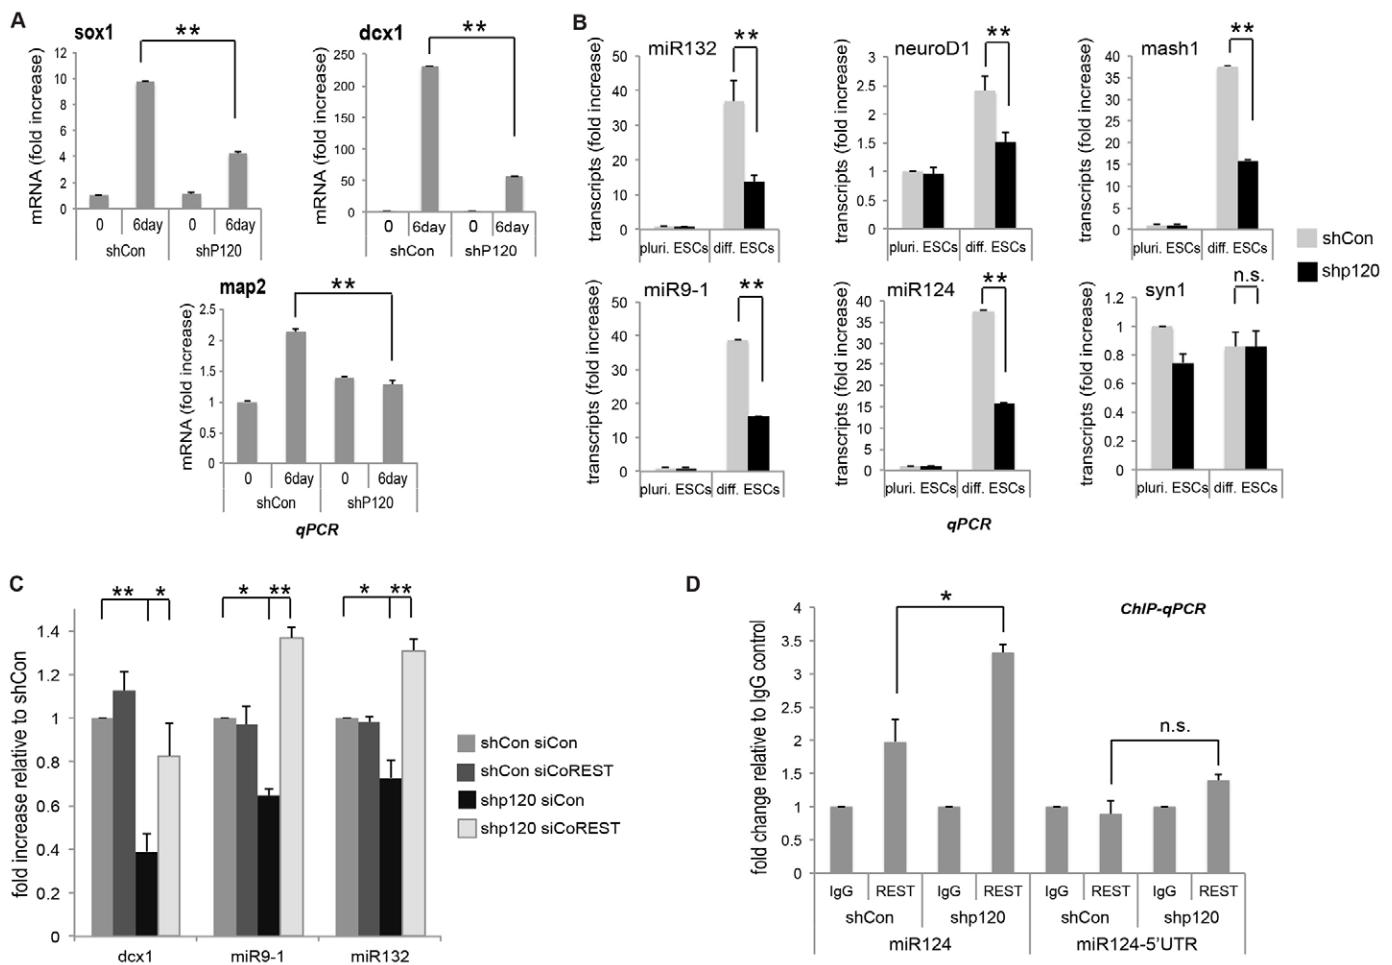 A
sox1
**
mRNA (fold increase)
12
10
8
6
4
2
0
0 6day 0 6day
shCon shP120
dcx1
**
mRNA (fold increase)
250
200
150
100
50
0
0 6day 0 6day
shCon shP120
map2
**
mRNA (fold increase)
2.5
2
1.5
1
0.5
0
0 6day 0 6day
shCon shP120
qPCR
B
miR132
**
transcripts (fold increase)
50
40
30
20
10
0
pluri. ESCs diff. ESCs
neuroD1
**
transcripts (fold increase)
3
2.5
2
1.5
1
0.5
0
pluri. ESCs diff. ESCs
mash1
**
transcripts (fold increase)
40
35
30
25
20
15
10
5
0
pluri. ESCs diff. ESCs
shCon
shp120
miR9-1
**
transcripts (fold increase)
50
40
30
20
10
0
pluri. ESCs diff. ESCs
miR124
**
transcripts (fold increase)
40
35
30
25
20
15
10
5
0
pluri. ESCs diff. ESCs
syn1
n.s.
transcripts (fold increase)
1.2
1
0.8
0.6
0.4
0.2
0
pluri. ESCs diff. ESCs
qPCR
C
** * * ** * **
fold increase relative to shCon
1.4
1.2
1
0.8
0.6
0.4
0.2
0
dcx1 miR9-1 miR132
shCon siCon
shCon siCoREST
shp120 siCon
shp120 siCoREST
D
ChIP-qPCR
*
n.s.
fold change relative to IgG control
4
3.5
3
2.5
2
1.5
1
0.5
0
IgG REST IgG REST IgG REST IgG REST
shCon shp120 shCon shp120
miR124 miR124-5'UTR